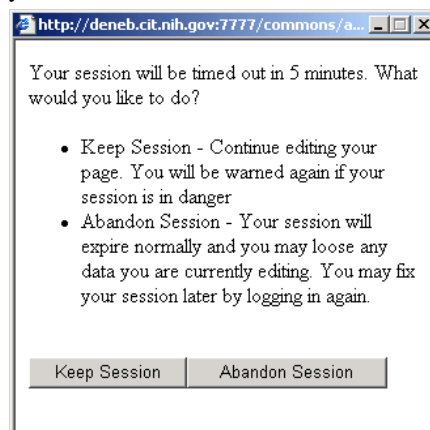 http://deneb.cit.nih.gov:7777/commons/a...
Your session will be timed out in 5 minutes. What
would you like to do?
• Keep Session - Continue editing your
page. You will be warned again if your
session is in danger
• Abandon Session - Your session will
expire normally and you may loose any
data you are currently editing. You may fix
your session later by logging in again.
Keep Session Abandon Session